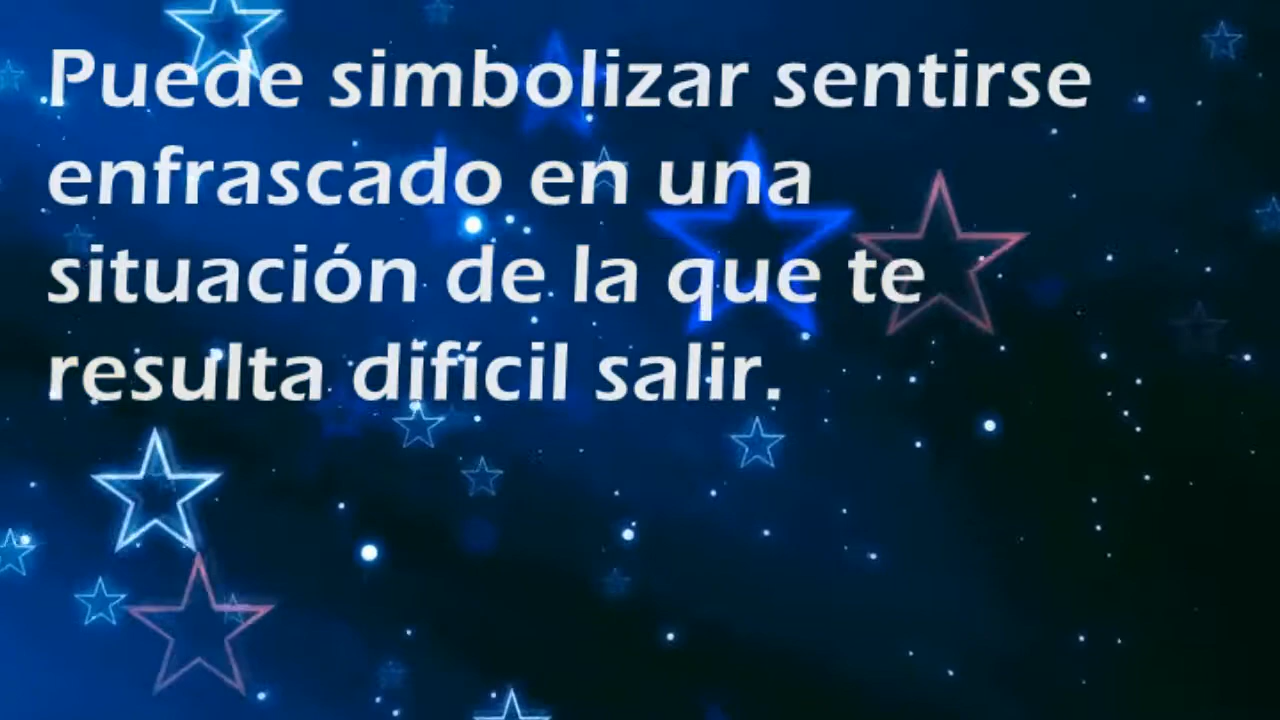 Puede simbolizar sentirse
enfrascado en una
situación de la que te
resulta difícil salir.